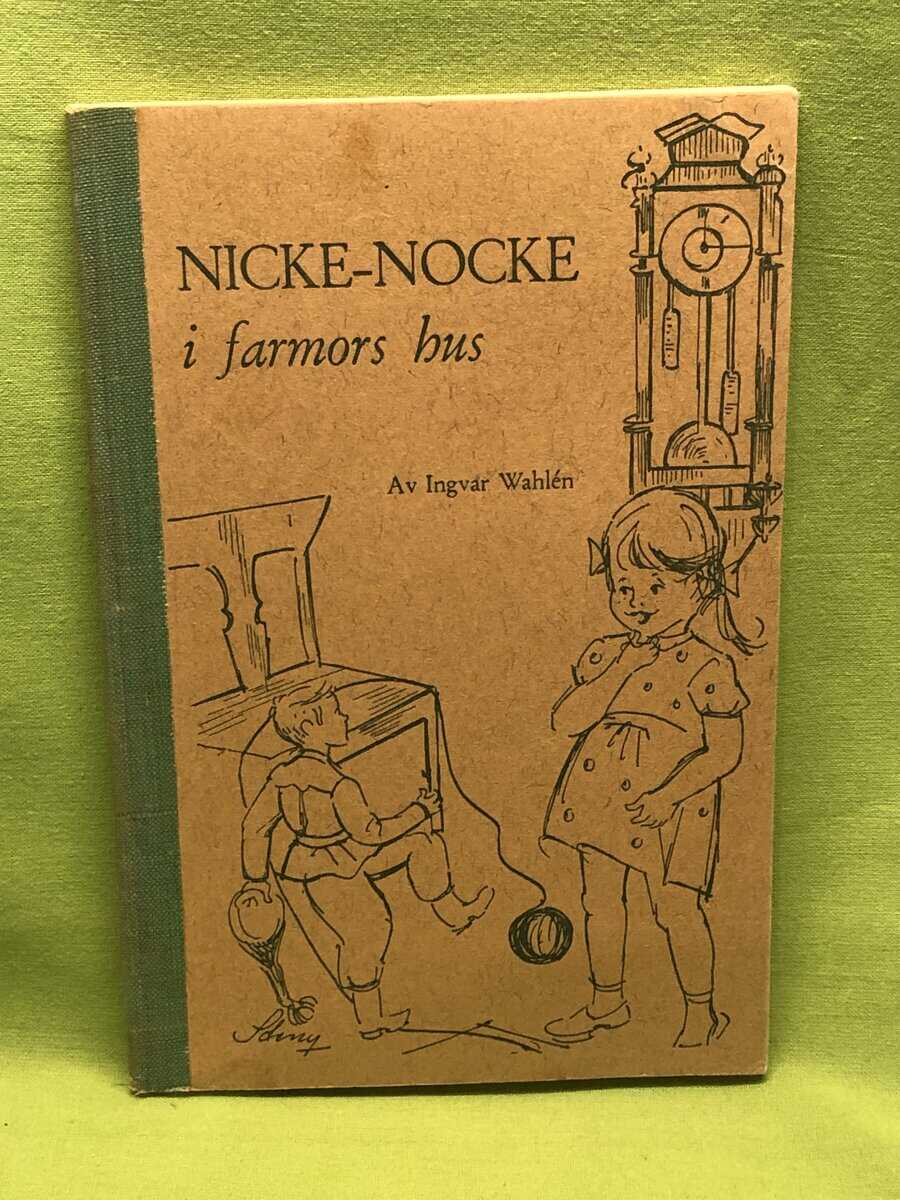 NICKE-NOCKE
i farmors hus
Av Ingvar Wahlén